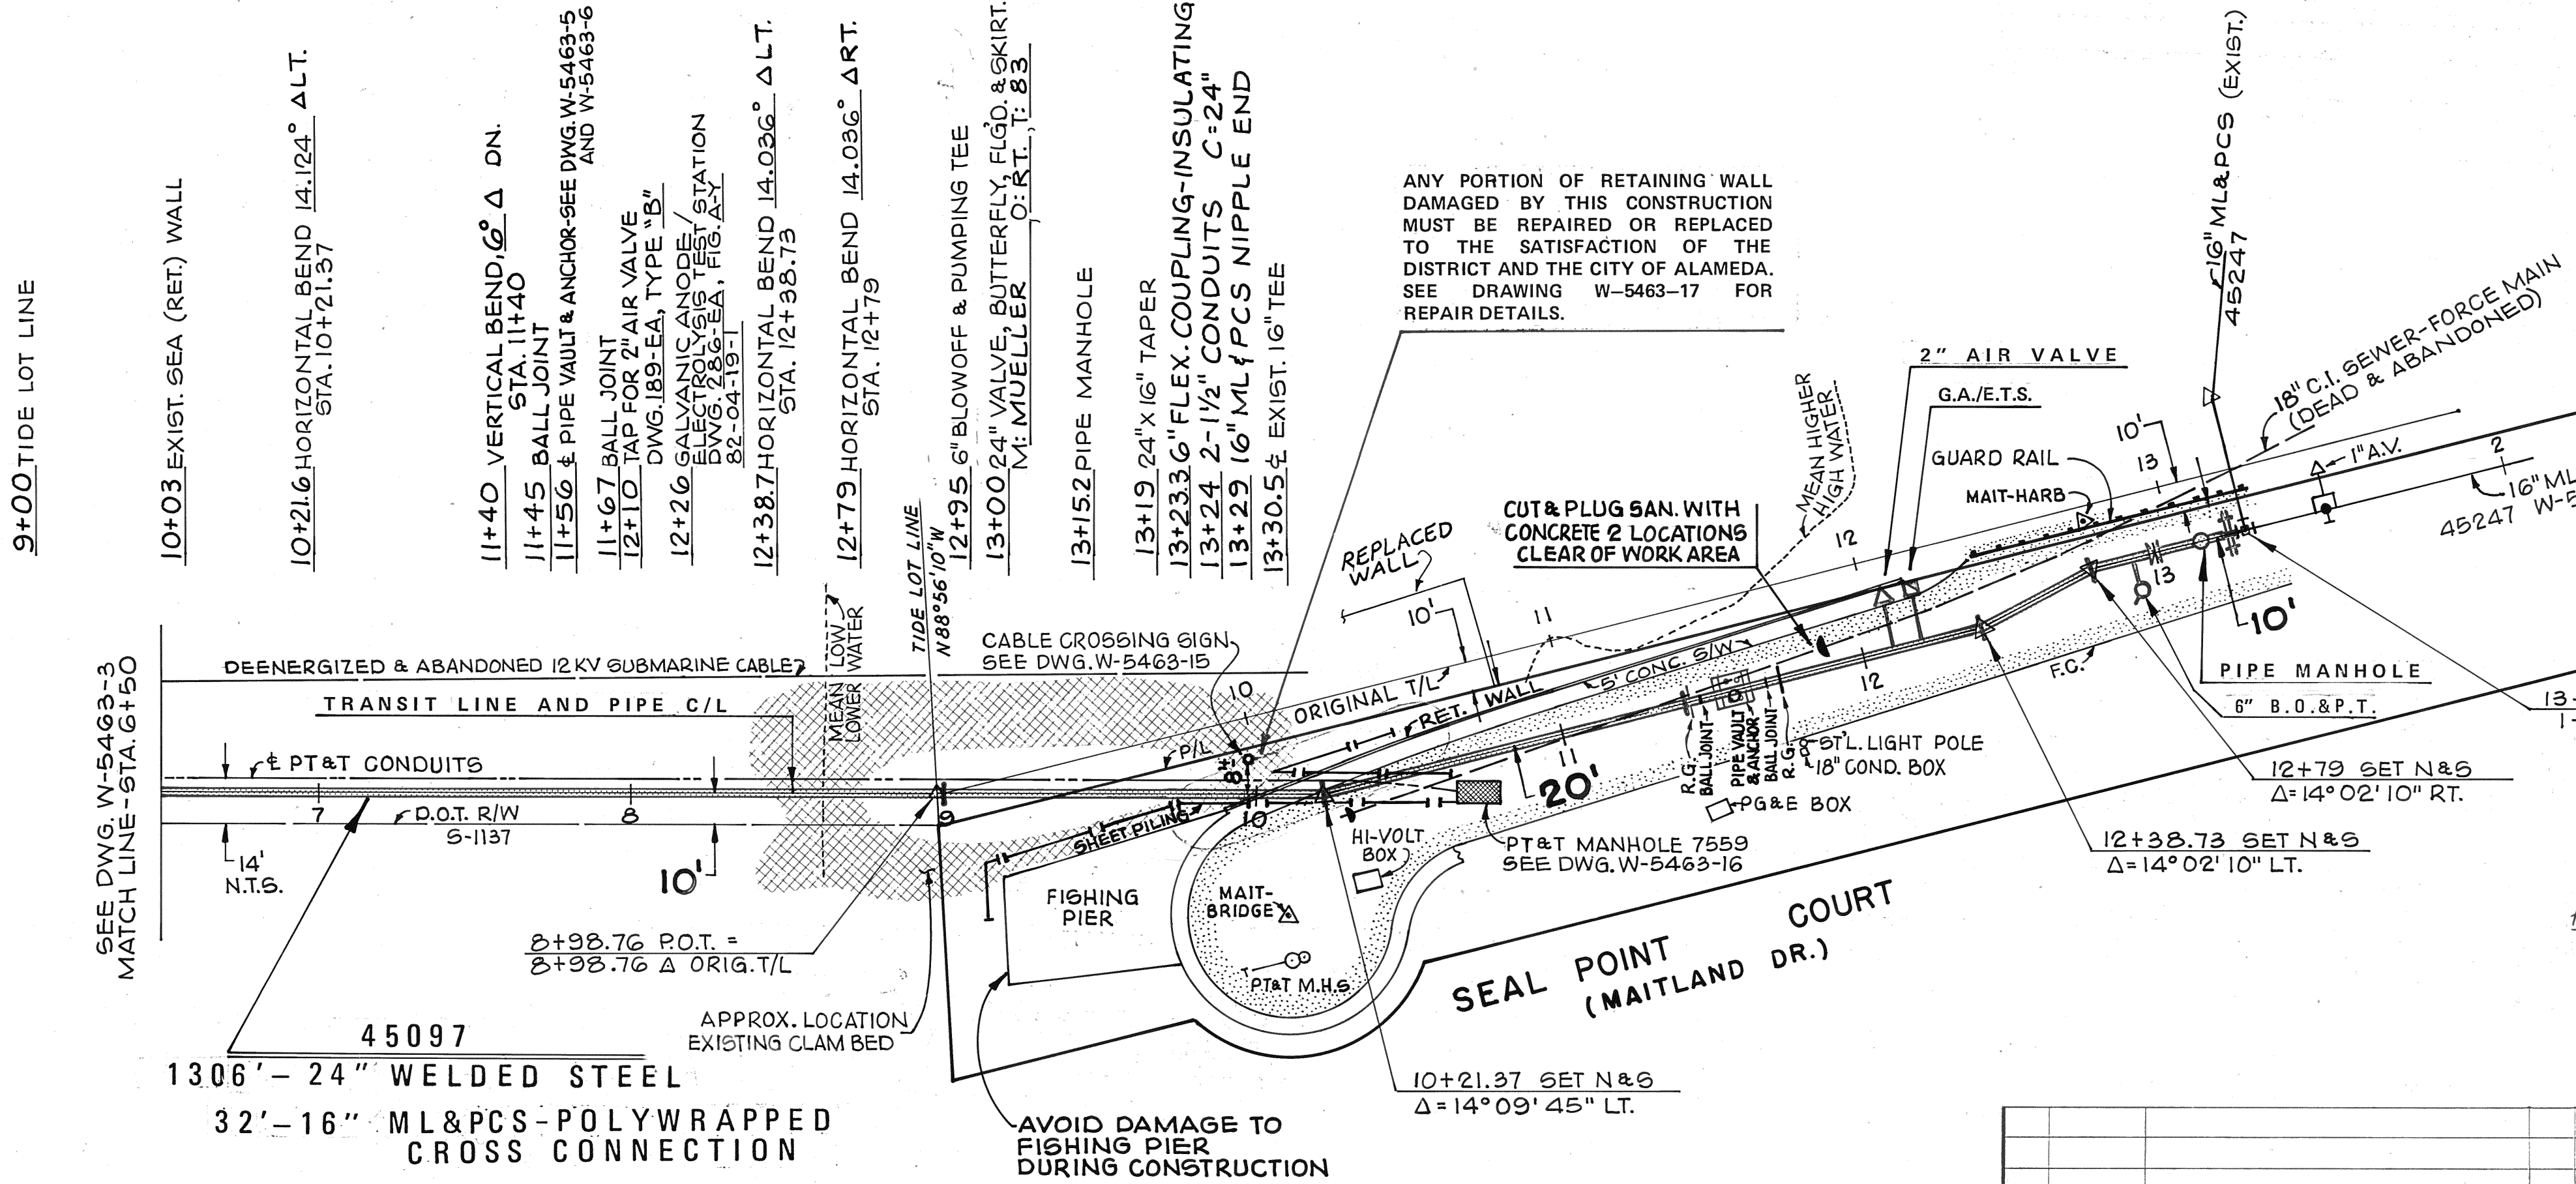 9+00 TIDE LOT LINE
10+03 EXIST. SEA (RET.) WALL
10+21.6 HORIZONTAL BEND 14.124° Δ LT.
STA. 10+21.37
11+40 VERTICAL BEND, 6° Δ DN.
STA. 11+40
11+45 BALL JOINT
11+56 ℄ PIPE VAULT & ANCHOR-SEE DWG. W-5463-5
AND W-5463-6
11+67 BALL JOINT
12+10 TAP FOR 2" AIR VALVE
DWG. 189-EA, TYPE "B"
12+26 GALVANIC ANODE/
ELECTROLYSIS TEST STATION
DWG. 286-EA, FIG. A-Y
82-04-19-1
12+38.7 HORIZONTAL BEND 14.036° Δ LT.
STA. 12+38.73
12+79 HORIZONTAL BEND 14.036° Δ RT.
STA. 12+79
12+95 6" BLOWOFF & PUMPING TEE
13+00 24" VALVE, BUTTERFLY, FLG'D. & SKIRT.
M: MUELLER, O: RT., T: 83
13+15.2 PIPE MANHOLE
13+19 24"X16" TAPER
13+23.3 6" FLEX. COUPLING-INSULATING
13+24 2-1½" CONDUITS C=24"
13+29 16" ML & PCS NIPPLE END
13+30.5 ℄ EXIST. 16" TEE
ANY PORTION OF RETAINING WALL
DAMAGED BY THIS CONSTRUCTION
MUST BE REPAIRED OR REPLACED
TO THE SATISFACTION OF THE
DISTRICT AND THE CITY OF ALAMEDA.
SEE DRAWING W-5463-17 FOR
REPAIR DETAILS.
16" ML&PCS (EXIST.)
45247
18" C.I. SEWER-FORCE MAIN
(DEAD & ABANDONED)
2" AIR VALVE
G.A./E.T.S.
GUARD RAIL
MAIT-HARB
10'
13
1" A.V.
2
16" ML
45247 W-5
MEAN HIGHER
HIGH WATER
CUT & PLUG SAN. WITH
CONCRETE 2 LOCATIONS
CLEAR OF WORK AREA
REPLACED
WALL
10'
11
12
TIDE LOT LINE
N88°56'10"W
CABLE CROSSING SIGN
SEE DWG. W-5463-15
10
ORIGINAL T/L
RET. WALL
5' CONC. S/W
P/L
SEE DWG. W-5463-3
MATCH LINE-STA. 6+50
DEENERGIZED & ABANDONED 12KV SUBMARINE CABLE
TRANSIT LINE AND PIPE C/L
MEAN LOW
LOWER WATER
℄ PT&T CONDUITS
7
8
9
10
11
12
13
D.O.T. R/W
S-1137
14'
N.T.S.
10'
8'±
20'
10'
F.C.
SHEET PILING
FISHING
PIER
MAIT-
BRIDGE
PT&T M.H.S.
HI-VOLT
BOX
PT&T MANHOLE 7559
SEE DWG. W-5463-16
R.G.
BALL JOINT
PIPE VAULT
& ANCHOR
BALL JOINT
R.G.
ST'L. LIGHT POLE
18" COND. BOX
PG&E BOX
PIPE MANHOLE
6" B.O.&P.T.
13-
1-
12+79 SET N&S
Δ=14°02'10" RT.
12+38.73 SET N&S
Δ=14°02'10" LT.
8+98.76 P.O.T. =
8+98.76 Δ ORIG. T/L
APPROX. LOCATION
EXISTING CLAM BED
SEAL POINT COURT
(MAITLAND DR.)
45097
1306'-24" WELDED STEEL
32'-16" ML&PCS-POLYWRAPPED
CROSS CONNECTION
10+21.37 SET N&S
Δ=14°09'45" LT.
AVOID DAMAGE TO
FISHING PIER
DURING CONSTRUCTION